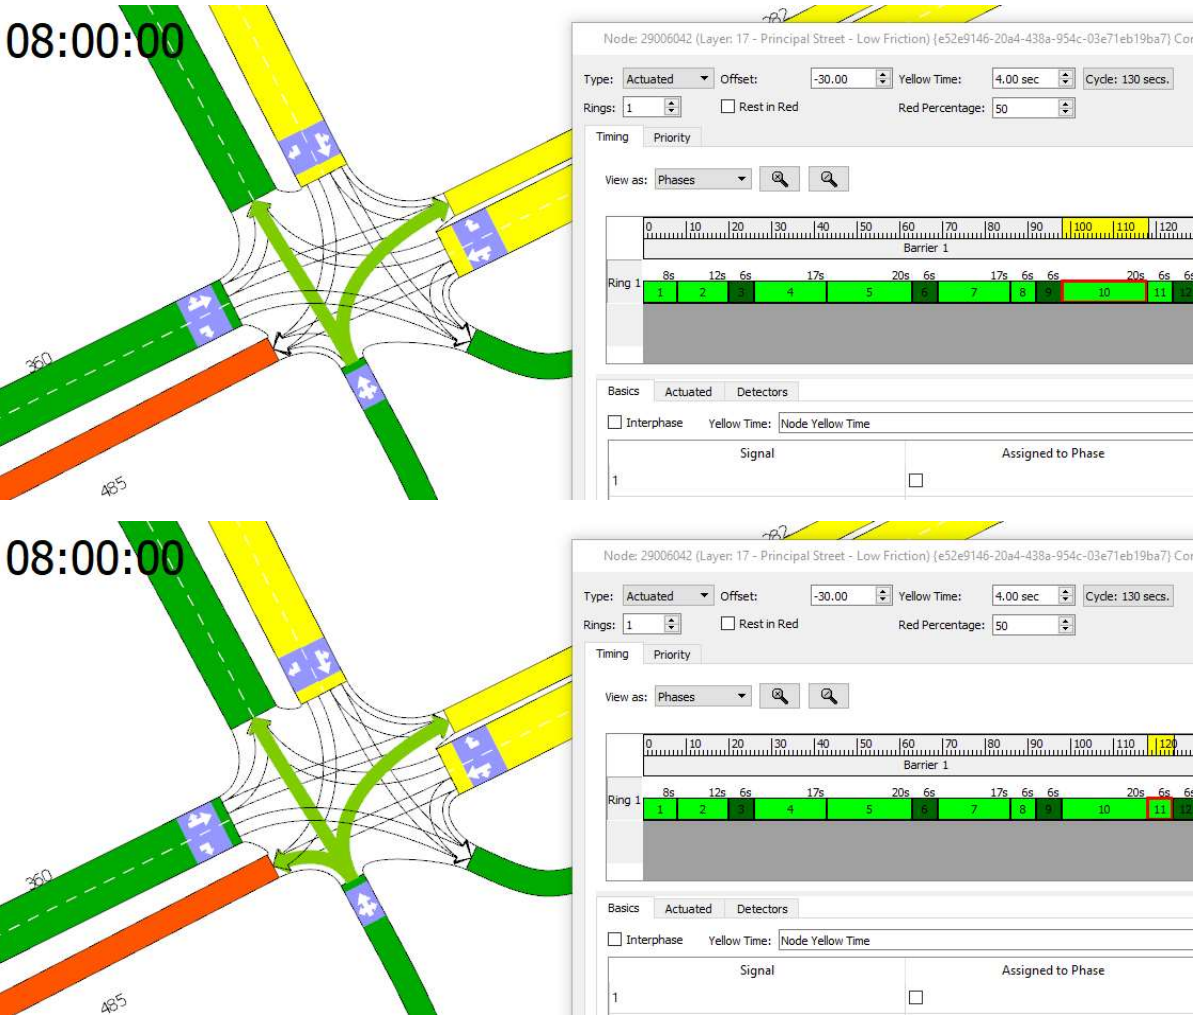 08:00:00
382
Node: 29006042 (Layer: 17 - Principal Street - Low Friction) {e52e9146-20a4-438a-954c-03e71eb19ba7} Cor
Type: Actuated Offset: -30.00 Yellow Time: 4.00 sec Cycle: 130 secs.
Rings: 1 Rest in Red Red Percentage: 50
Timing Priority
View as: Phases
0 10 20 30 40 50 60 70 80 90 100 110 120
Barrier 1
Ring 1 8s 12s 6s 17s 20s 6s 17s 6s 6s 20s 6s 6s
1 2 3 4 5 6 7 8 9 10 11 12
360
485
Basics Actuated Detectors
Interphase Yellow Time: Node Yellow Time
Signal Assigned to Phase
1
08:00:00
382
Node: 29006042 (Layer: 17 - Principal Street - Low Friction) {e52e9146-20a4-438a-954c-03e71eb19ba7} Cor
Type: Actuated Offset: -30.00 Yellow Time: 4.00 sec Cycle: 130 secs.
Rings: 1 Rest in Red Red Percentage: 50
Timing Priority
View as: Phases
0 10 20 30 40 50 60 70 80 90 100 110 120
Barrier 1
Ring 1 8s 12s 6s 17s 20s 6s 17s 6s 6s 20s 6s 6s
1 2 3 4 5 6 7 8 9 10 11 12
360
485
Basics Actuated Detectors
Interphase Yellow Time: Node Yellow Time
Signal Assigned to Phase
1